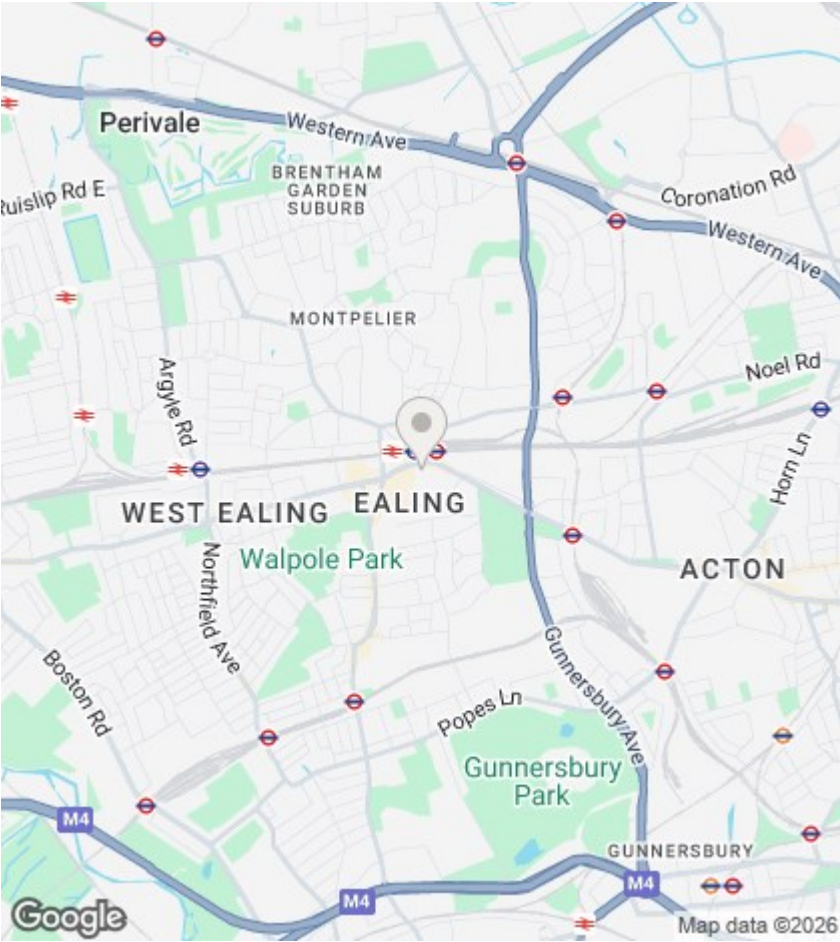 Perivale
Western Ave
BRENTHAM
GARDEN
SUBURB
Coronation Rd
Ruislip Rd E
Western Ave
MONTPELIER
Argyle Rd
Noel Rd
Horn Ln
WEST EALING
EALING
Walpole Park
ACTON
Northfield Ave
Gunnersbury Ave
Boston Rd
Popes Ln
Gunnersbury
Park
M4
GUNNERSBURY
M4
M4
Google
Map data ©2026